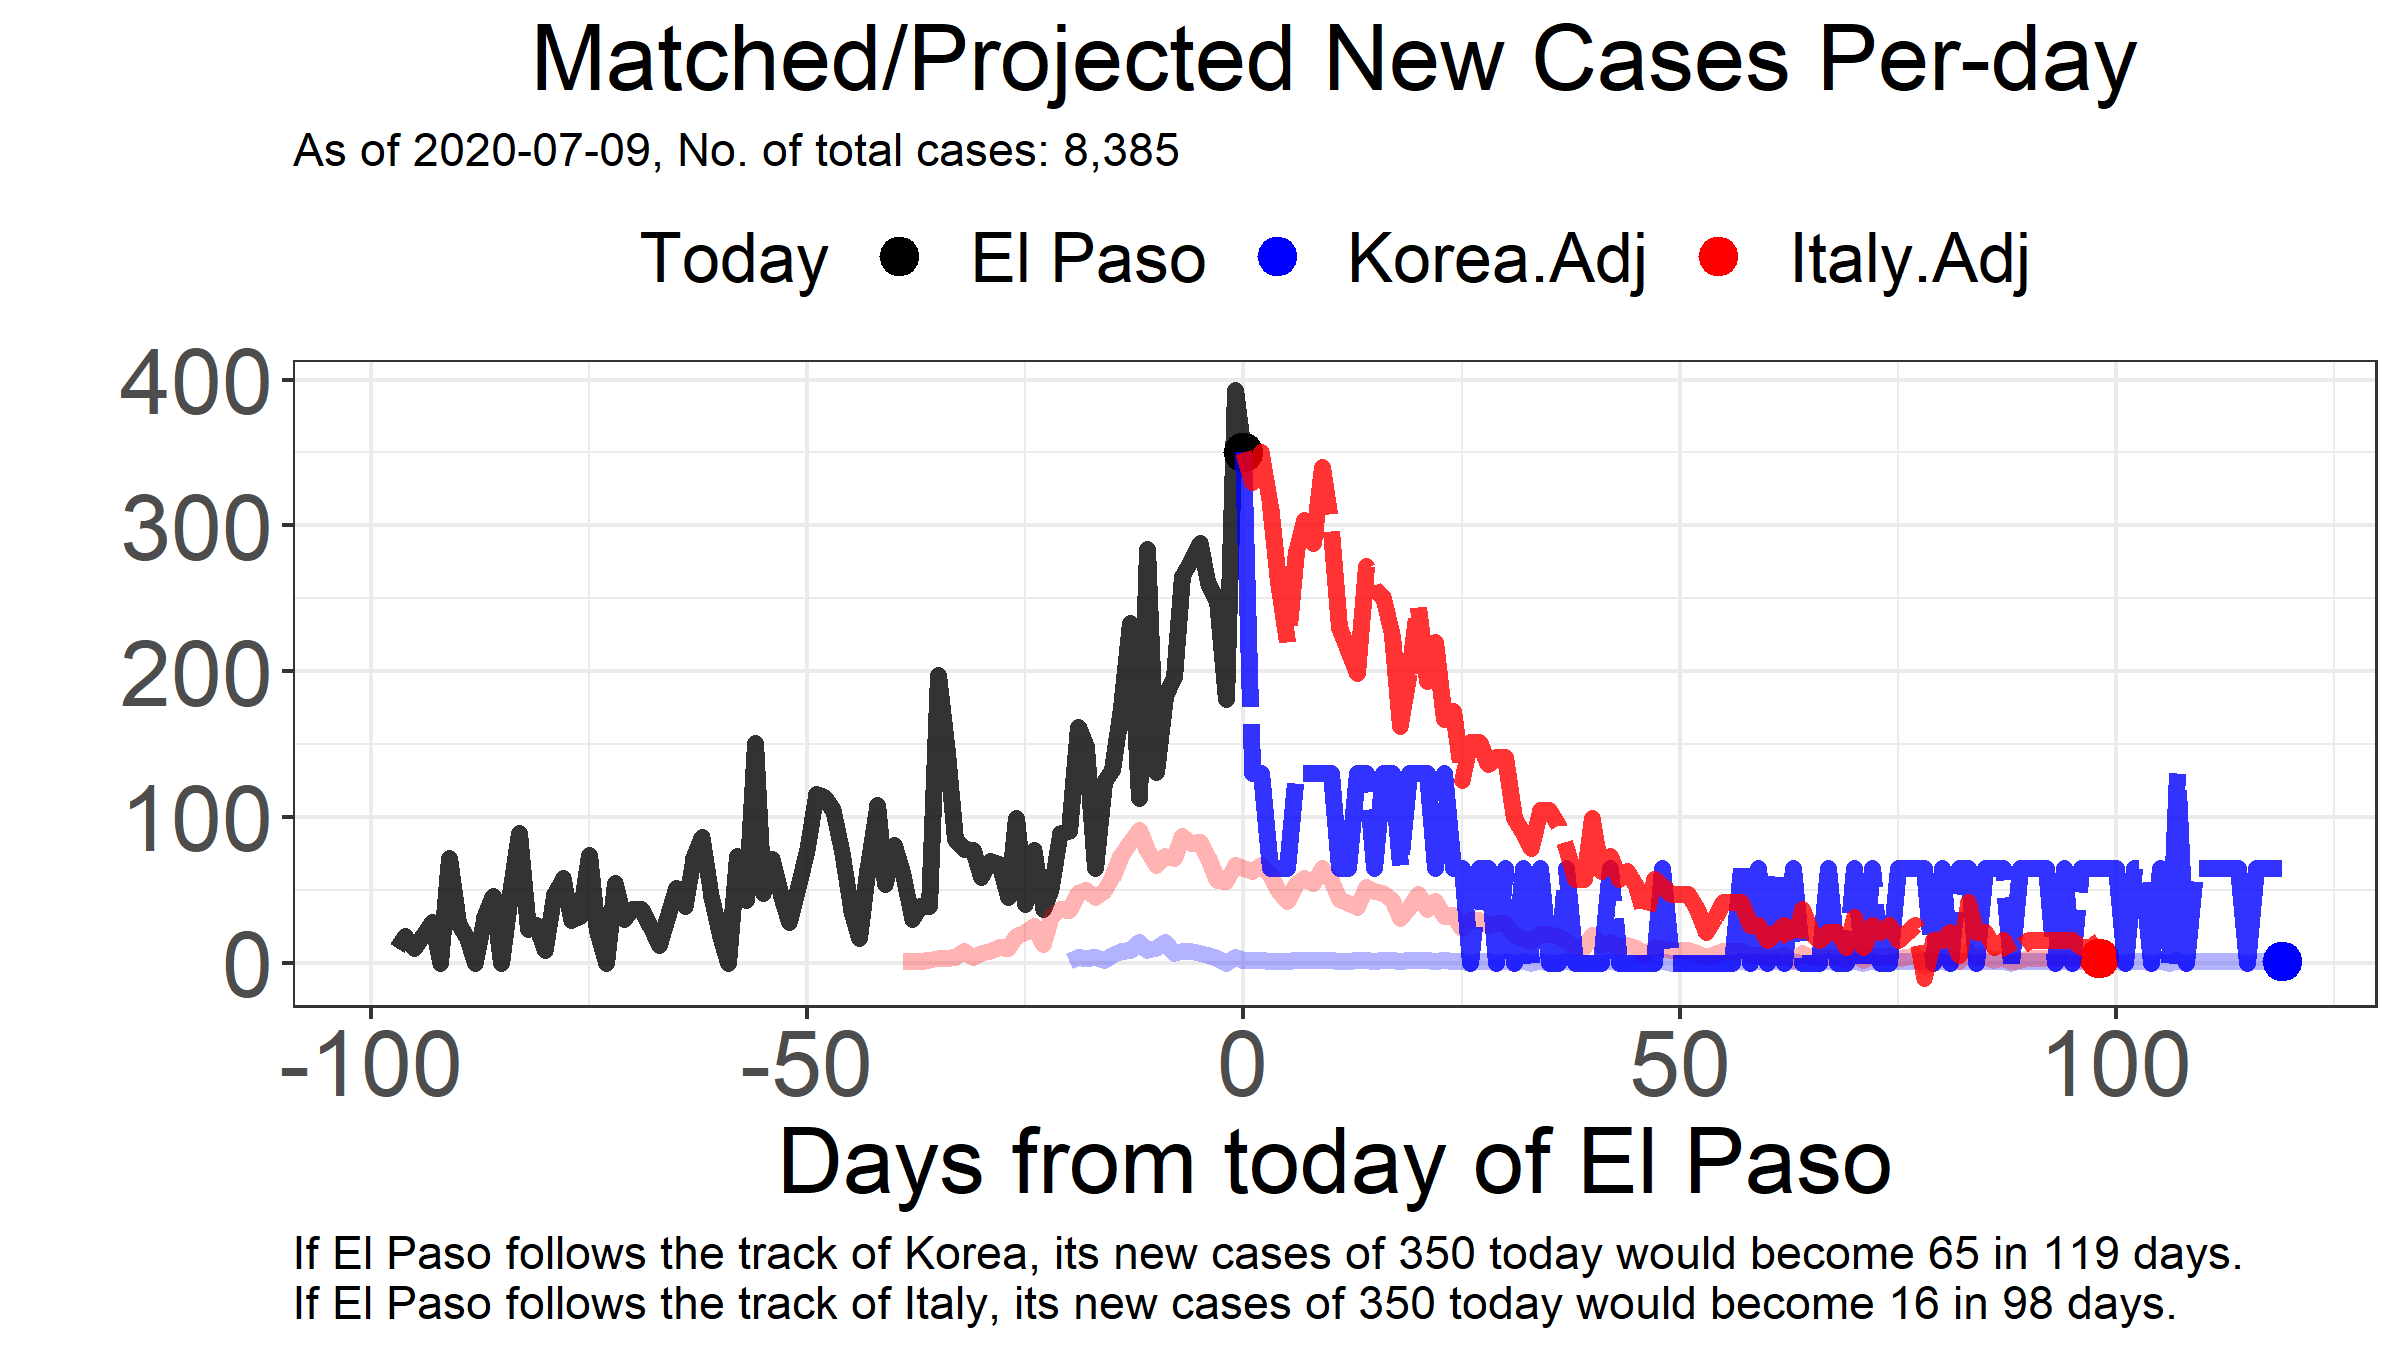 Matched/Projected New Cases Per-day
As of 2020-07-09, No. of total cases: 8,385
Today El Paso Korea.Adj Italy.Adj
400
300
200
100
0
-100 -50 0 50 100
Days from today of El Paso
If El Paso follows the track of Korea, its new cases of 350 today would become 65 in 119 days.
If El Paso follows the track of Italy, its new cases of 350 today would become 16 in 98 days.